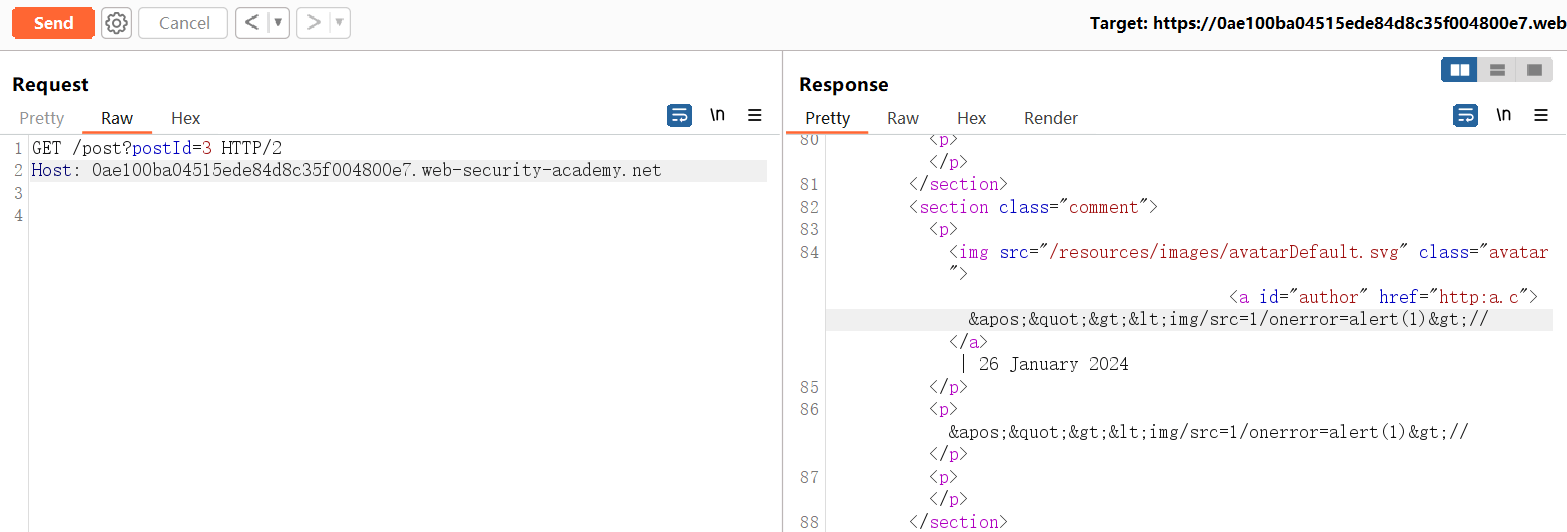 Send
Cancel
<
>
Target: https://0ae100ba04515ede84d8c35f004800e7.web
Request
Pretty Raw Hex
\n
1 GET /post?postId=3 HTTP/2
2 Host: 0ae100ba04515ede84d8c35f004800e7.web-security-academy.net
3
4
Response
Pretty Raw Hex Render
\n
80 <p>
</p>
81 </section>
82 <section class="comment">
83 <p>
84 <img src="/resources/images/avatarDefault.svg" class="avatar
">
<a id="author" href="http:a.c">
&apos;&quot;&gt;&lt;img/src=1/onerror=alert(1)&gt;//
</a>
| 26 January 2024
85 </p>
86 <p>
&apos;&quot;&gt;&lt;img/src=1/onerror=alert(1)&gt;//
</p>
87 <p>
</p>
88 </section>